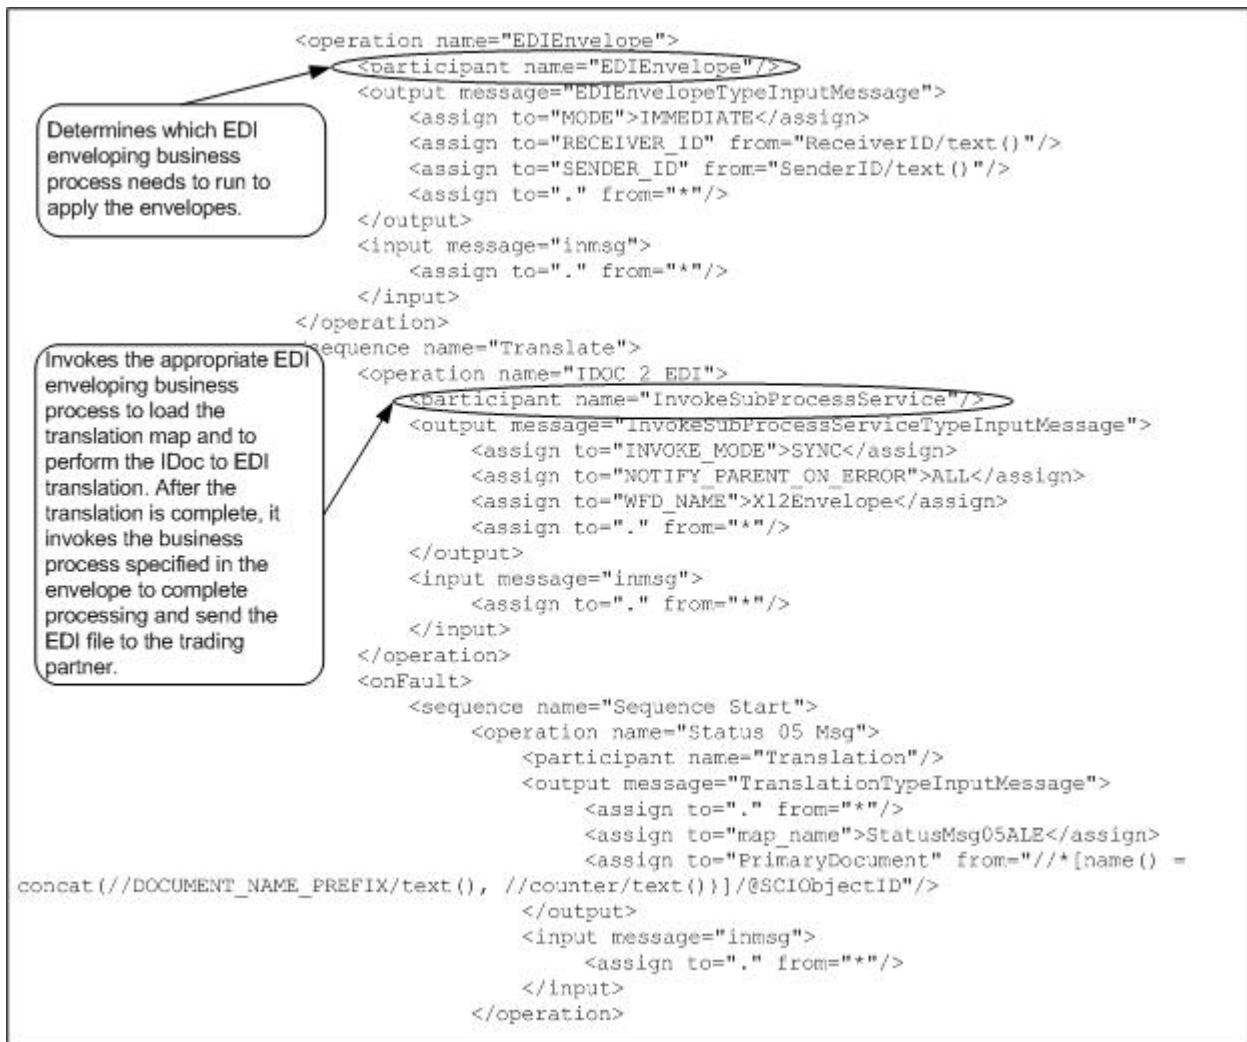 <operation name="EDIEnvelope">
<participant name="EDIEnvelope"/>
<output message="EDIEnvelopeTypeInputMessage">
<assign to="MODE">IMMEDIATE</assign>
<assign to="RECEIVER_ID" from="ReceiverID/text()"/>
<assign to="SENDER_ID" from="SenderID/text()"/>
<assign to="." from="*"/>
</output>
<input message="inmsg">
<assign to="." from="*"/>
</input>
</operation>
Determines which EDI
enveloping business
process needs to run to
apply the envelopes.
sequence name="Translate">
<operation name="IDOC 2 EDI">
<participant name="InvokeSubProcessService"/>
<output message="InvokeSubProcessServiceTypeInputMessage">
<assign to="INVOKE_MODE">SYNC</assign>
<assign to="NOTIFY_PARENT_ON_ERROR">ALL</assign>
<assign to="WFD_NAME">X12Envelope</assign>
<assign to="." from="*"/>
</output>
<input message="inmsg">
<assign to="." from="*"/>
</input>
</operation>
Invokes the appropriate EDI
enveloping business
process to load the
translation map and to
perform the IDoc to EDI
translation. After the
translation is complete, it
invokes the business
process specified in the
envelope to complete
processing and send the
EDI file to the trading
partner.
<onFault>
<sequence name="Sequence Start">
<operation name="Status 05 Msg">
<participant name="Translation"/>
<output message="TranslationTypeInputMessage">
<assign to="." from="*"/>
<assign to="map_name">StatusMsg05ALE</assign>
<assign to="PrimaryDocument" from="//*[name() =
concat(//DOCUMENT_NAME_PREFIX/text(), //counter/text())]/@SCIObjectID"/>
</output>
<input message="inmsg">
<assign to="." from="*"/>
</input>
</operation>